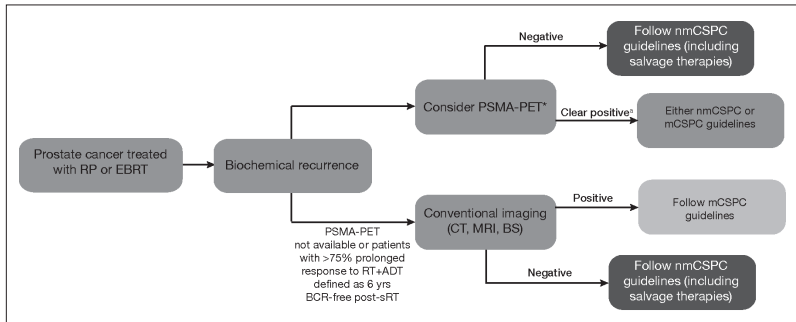 Prostate cancer treated
with RP or EBRT
Biochemical recurrence
Consider PSMA-PET*
Negative
Follow nmCSPC
guidelines (including
salvage therapies)
Clear positiveª
Either nmCSPC or
mCSPC guidelines
PSMA-PET
not available or patients
with >75% prolonged
response to RT+ADT
defined as 6 yrs
BCR-free post-sRT
Conventional imaging
(CT, MRI, BS)
Positive
Follow mCSPC
guidelines
Negative
Follow nmCSPC
guidelines (including
salvage therapies)